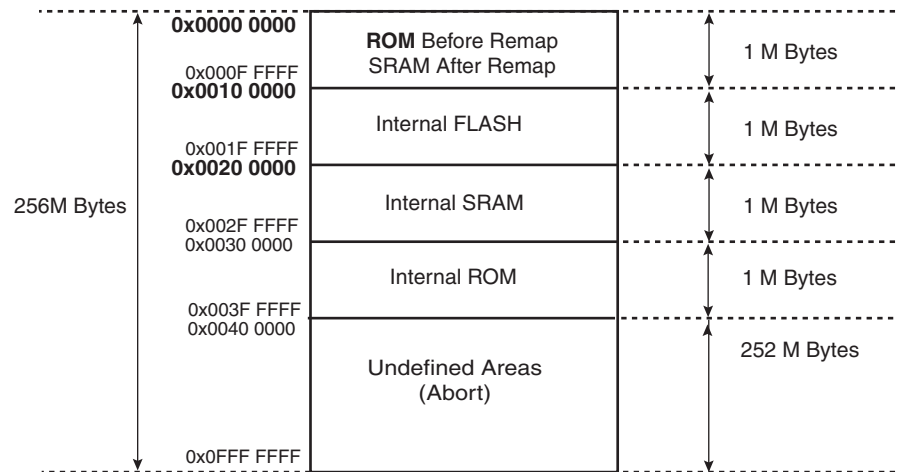 0x0000 0000
ROM Before Remap
SRAM After Remap
1 M Bytes
0x000F FFFF
0x0010 0000
Internal FLASH
1 M Bytes
0x001F FFFF
0x0020 0000
256M Bytes
Internal SRAM
1 M Bytes
0x002F FFFF
0x0030 0000
Internal ROM
1 M Bytes
0x003F FFFF
0x0040 0000
252 M Bytes
Undefined Areas
(Abort)
0x0FFF FFFF